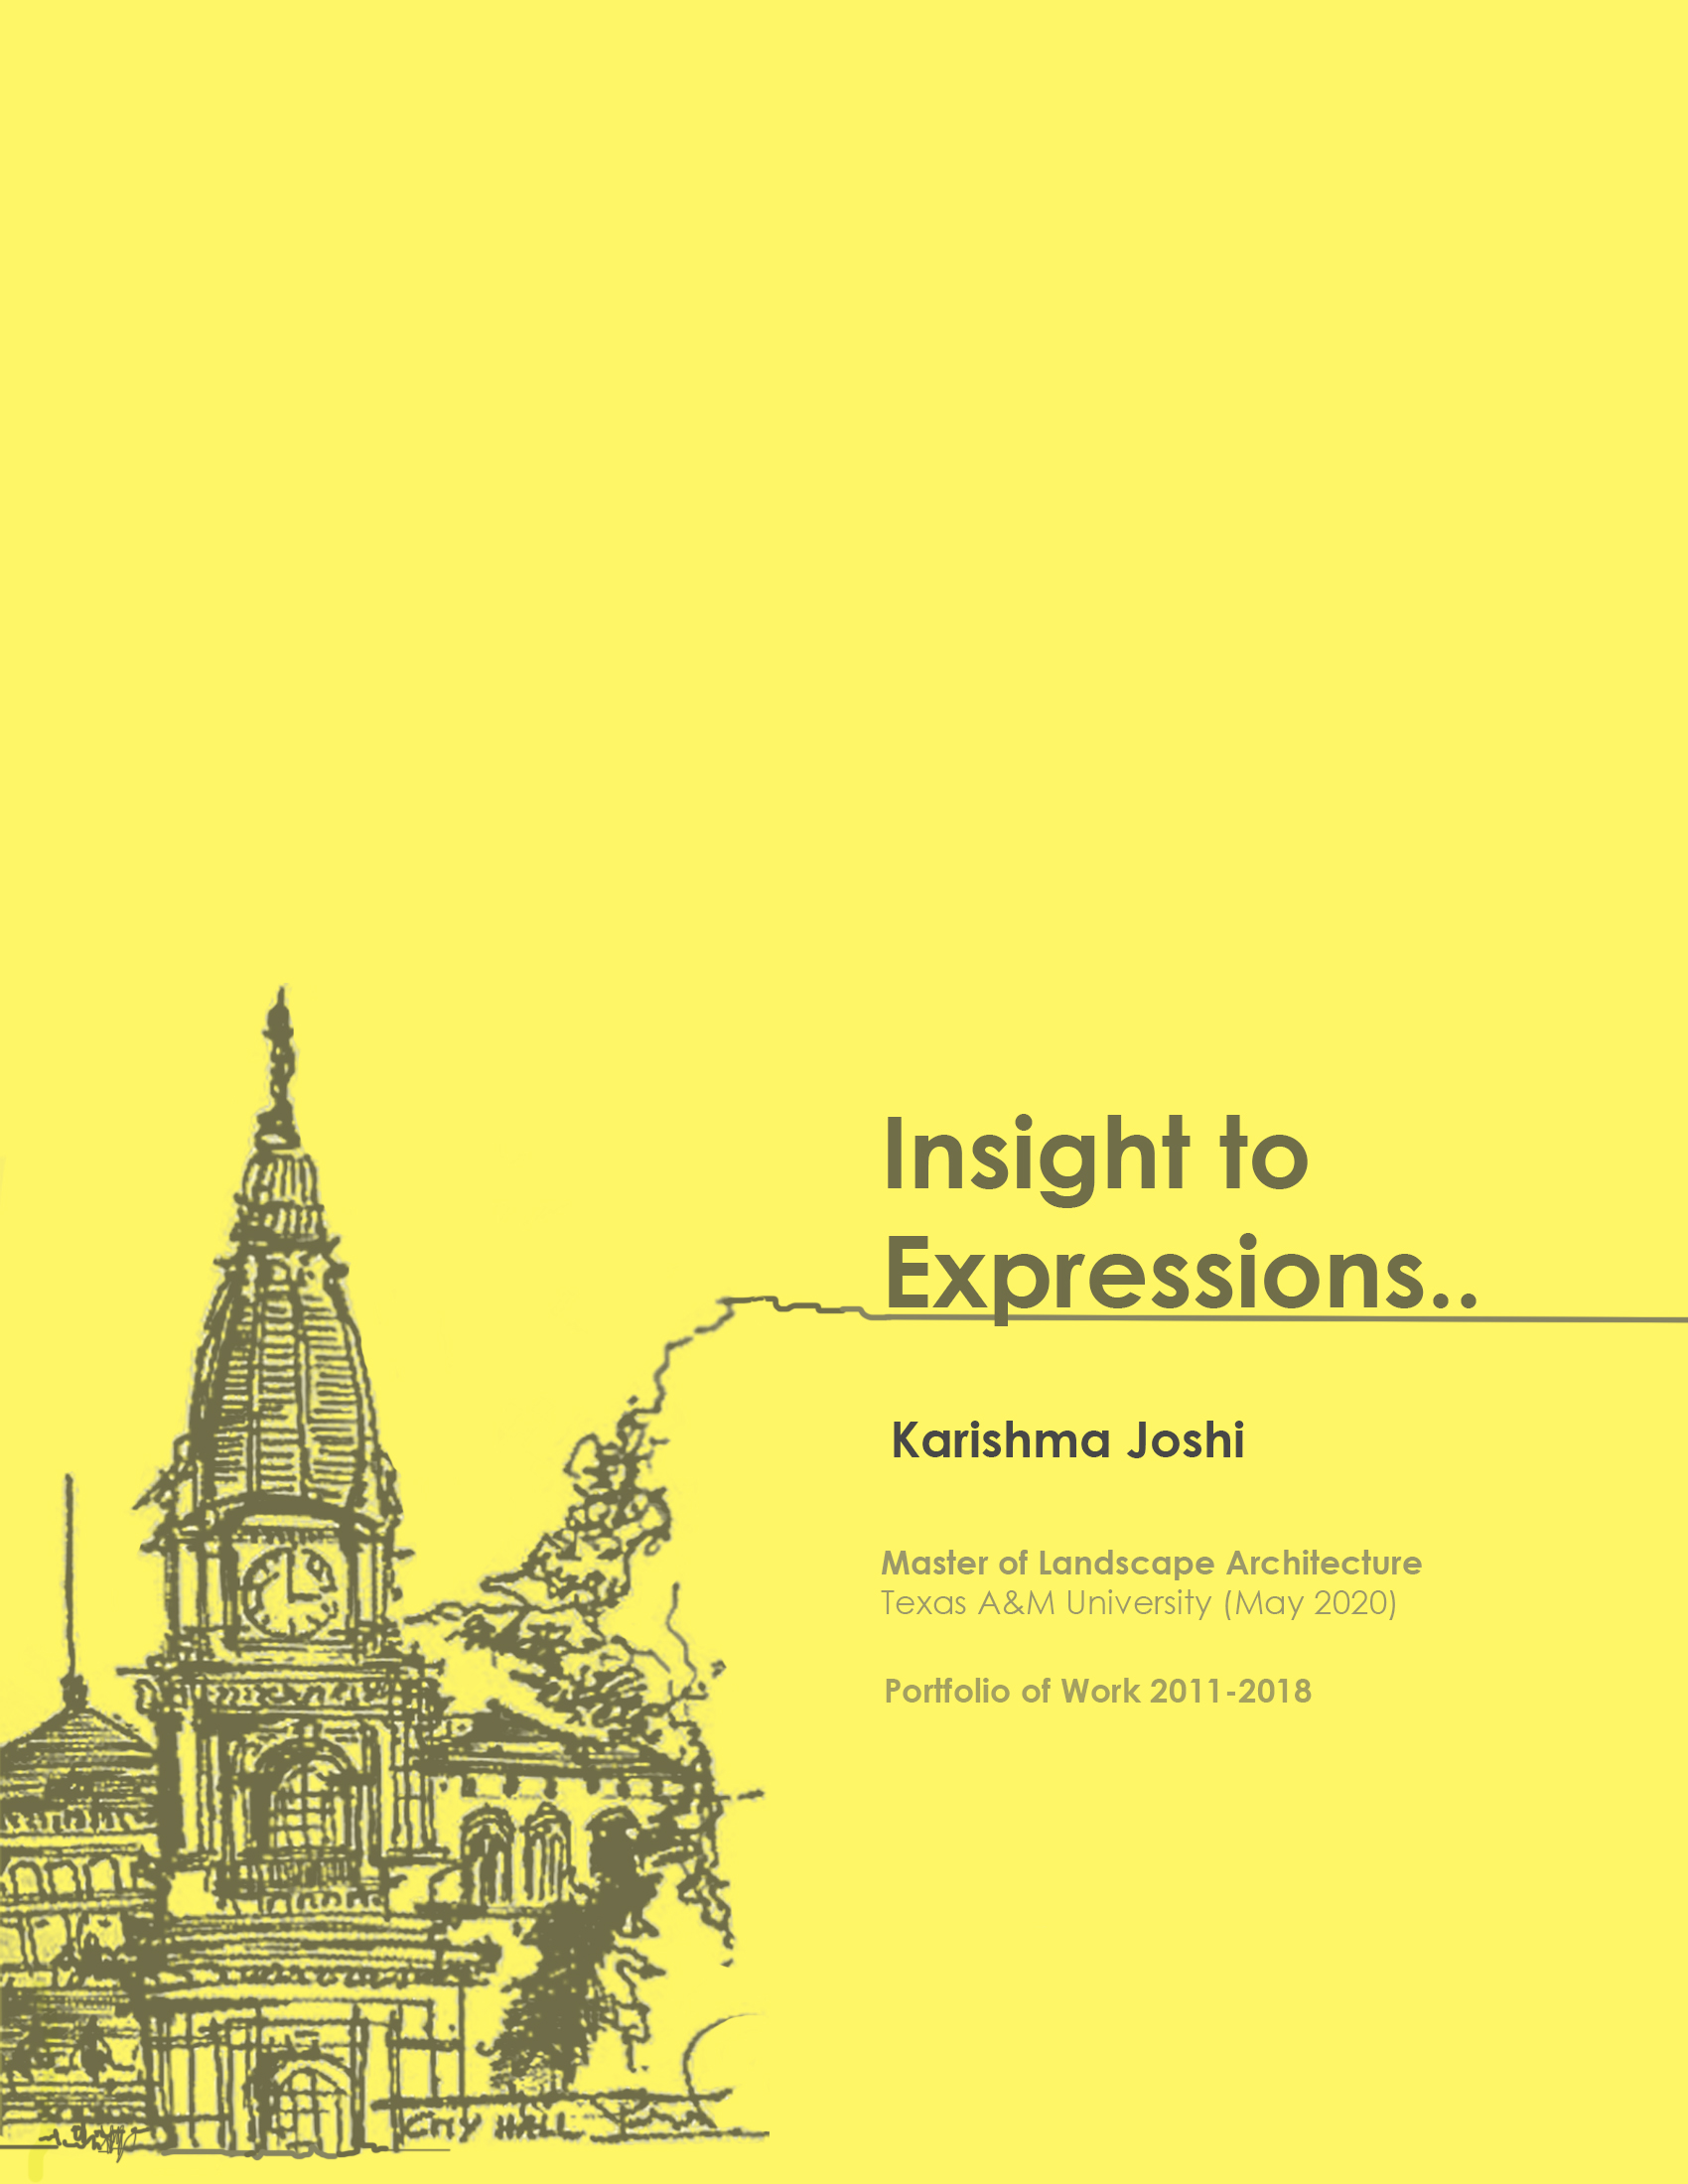 Insight to
Expressions..
Karishma Joshi
Master of Landscape Architecture
Texas A&M University (May 2020)
Portfolio of Work 2011-2018
CITY HALL